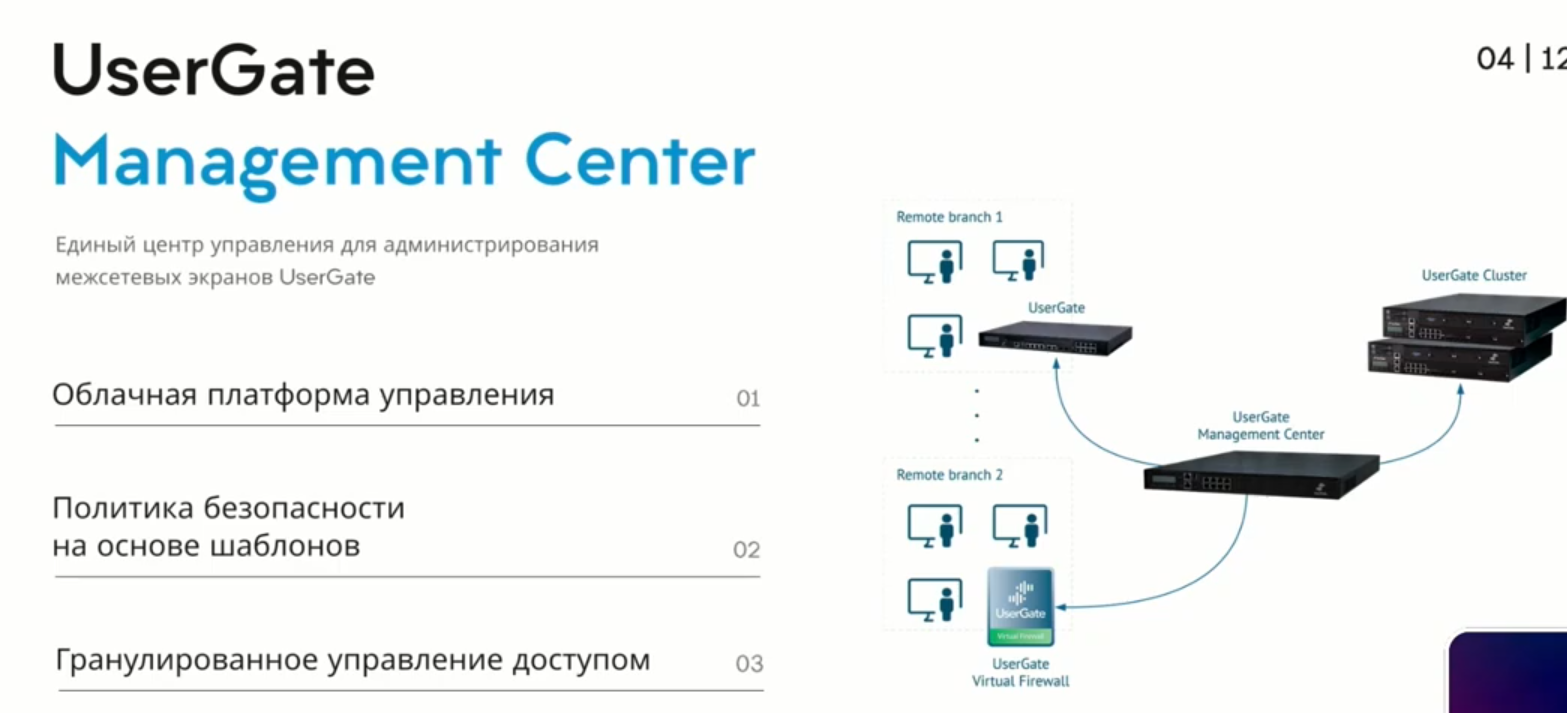 UserGate
Management Center
Единый центр управления для администрирования
межсетевых экранов UserGate
Облачная платформа управления 01
Политика безопасности
на основе шаблонов 02
Гранулированное управление доступом 03
04 | 12
Remote branch 1
UserGate
UserGate Cluster
UserGate
Management Center
Remote branch 2
UserGate
Virtual Firewall
UserGate
Virtual Firewall